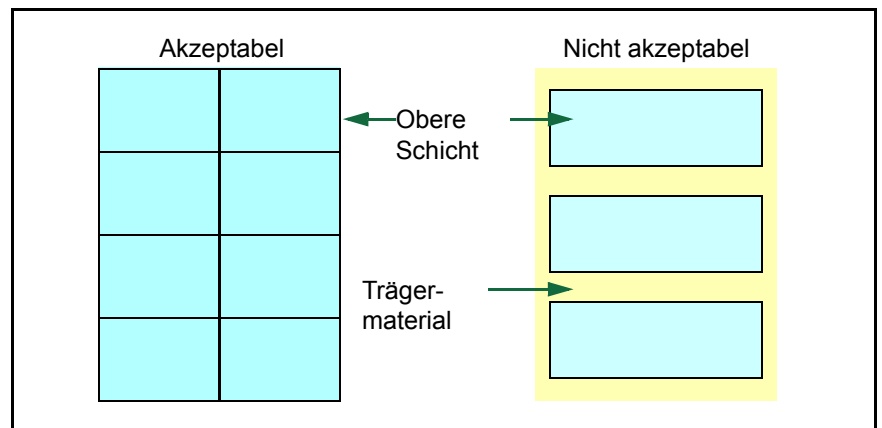 Akzeptabel
Nicht akzeptabel
Obere
Schicht
Träger-
material